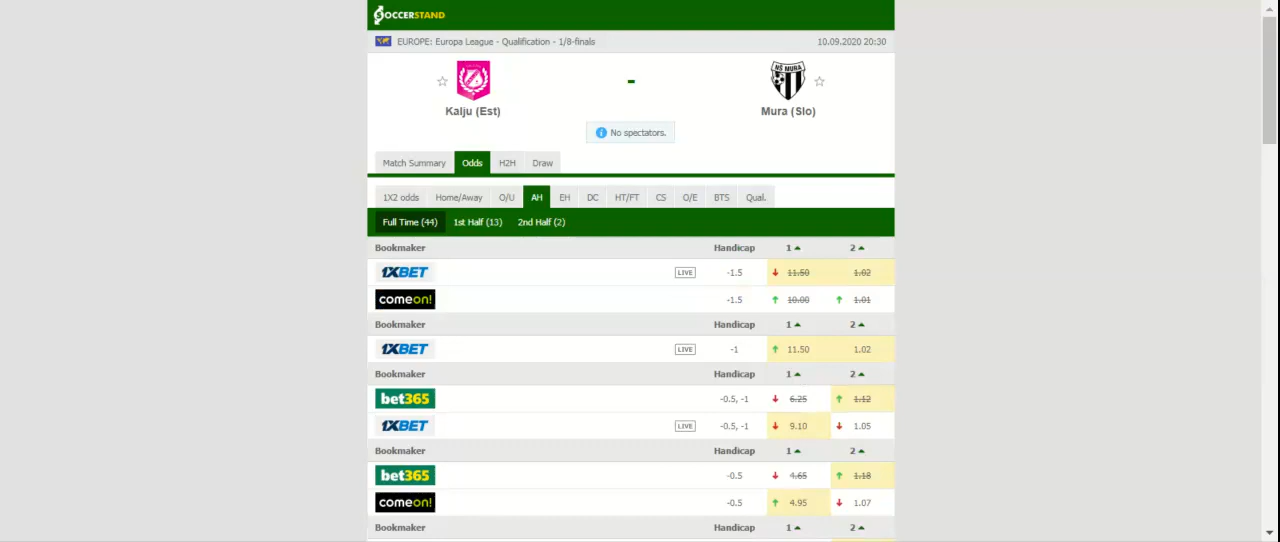 SOCCERSTAND
EUROPE: Europa League - Qualification - 1/8-finals 10.09.2020 20:30
NŠ MURA
-
Kalju (Est) Mura (Slo)
No spectators.
Match Summary Odds H2H Draw
1X2 odds Home/Away O/U AH EH DC HT/FT CS O/E BTS Qual.
Full Time (44) 1st Half (13) 2nd Half (2)
Bookmaker Handicap 1 2
1XBET LIVE -1.5 11.50 1.02
comeon! -1.5 10.00 1.01
Bookmaker Handicap 1 2
1XBET LIVE -1 11.50 1.02
Bookmaker Handicap 1 2
bet365 -0.5, -1 6.25 1.12
1XBET LIVE -0.5, -1 9.10 1.05
Bookmaker Handicap 1 2
bet365 -0.5 4.65 1.18
comeon! -0.5 4.95 1.07
Bookmaker Handicap 1 2